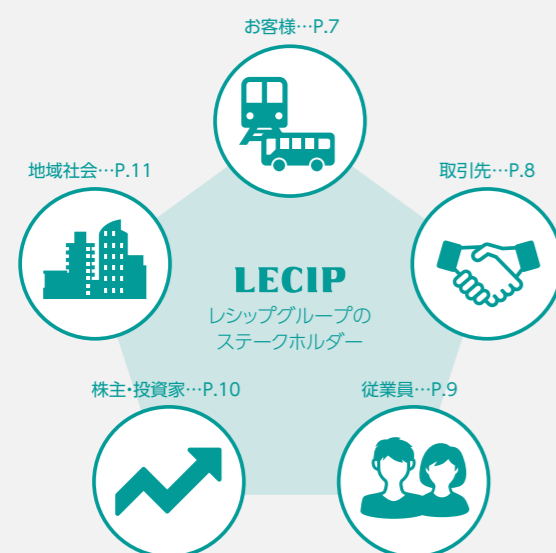 お客様…P.7
地域社会…P.11
取引先…P.8
LECIP
レシップグループの
ステークホルダー
株主・投資家…P.10
従業員…P.9